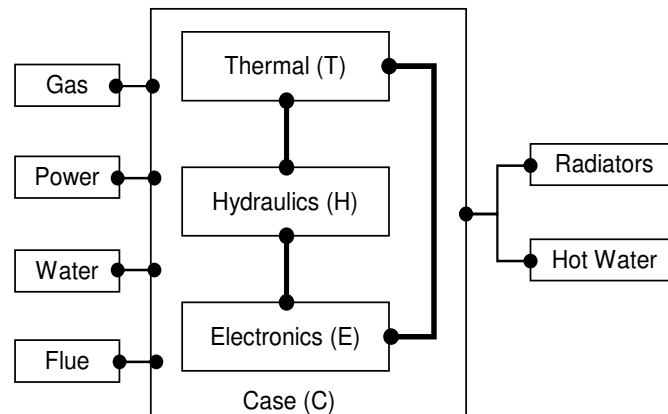 Gas
Power
Water
Flue
Thermal (T)
Hydraulics (H)
Electronics (E)
Case (C)
Radiators
Hot Water